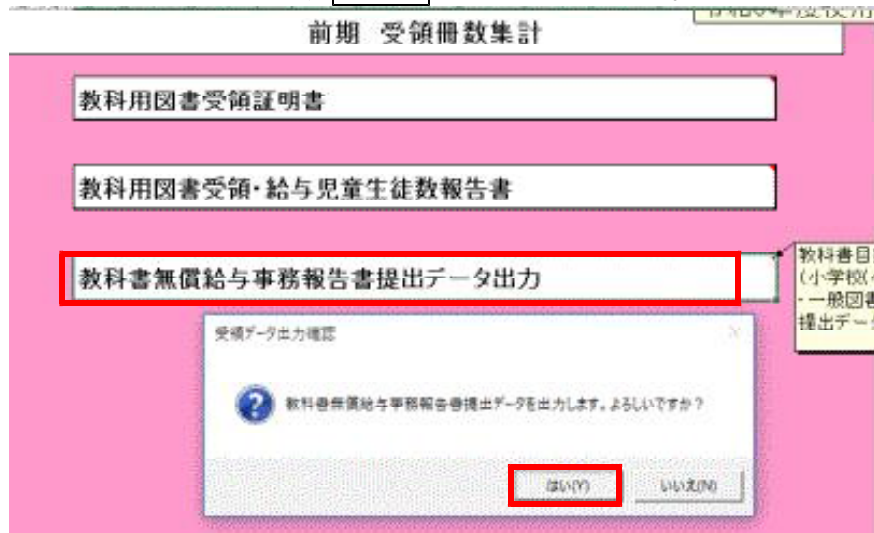 前期 受領冊数集計
教科用図書受領証明書
教科用図書受領・給与児童生徒数報告書
教科書無償給与事務報告書提出データ出力
教科書目
(小学校(
・一般図書
提出データ
受領データ出力確認
教科書無償給与事務報告書提出データを出力します。よろしいですか?
はい(Y)
いいえ(N)